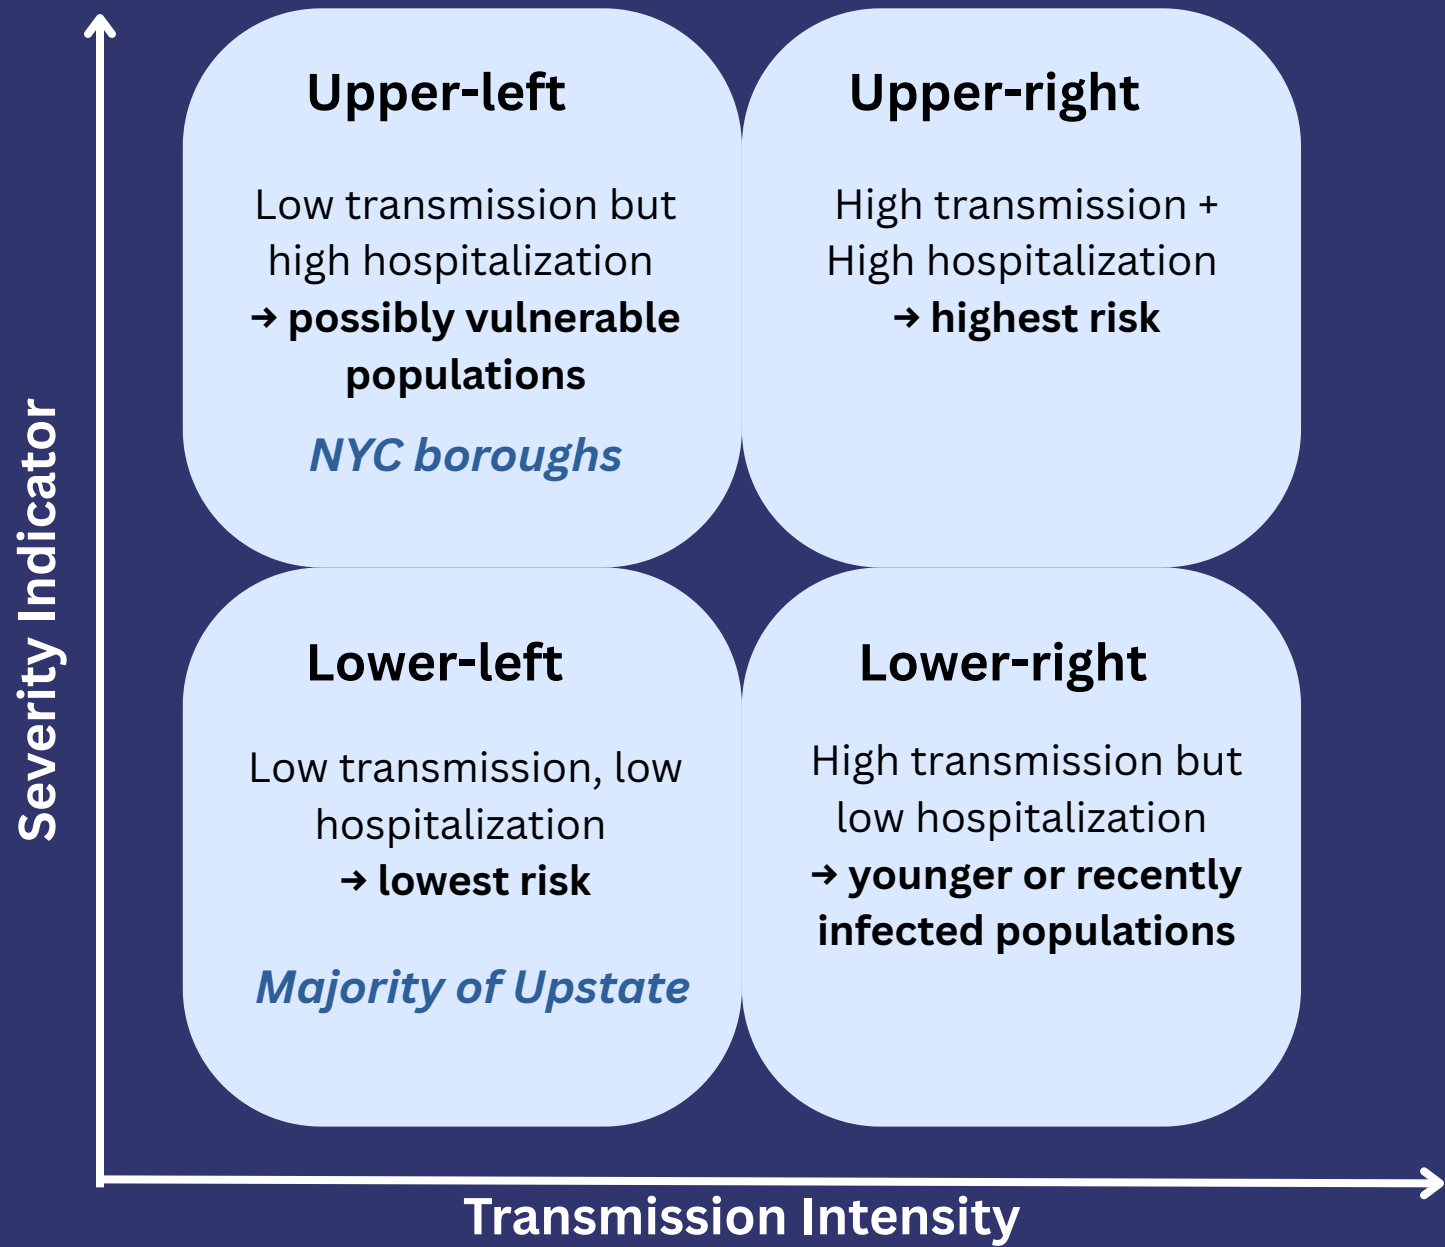 Upper-left
Low transmission but
high hospitalization
→ possibly vulnerable
populations
NYC boroughs
Upper-right
High transmission +
High hospitalization
→ highest risk
Lower-left
Low transmission, low
hospitalization
→ lowest risk
Majority of Upstate
Lower-right
High transmission but
low hospitalization
→ younger or recently
infected populations
Severity Indicator
Transmission Intensity